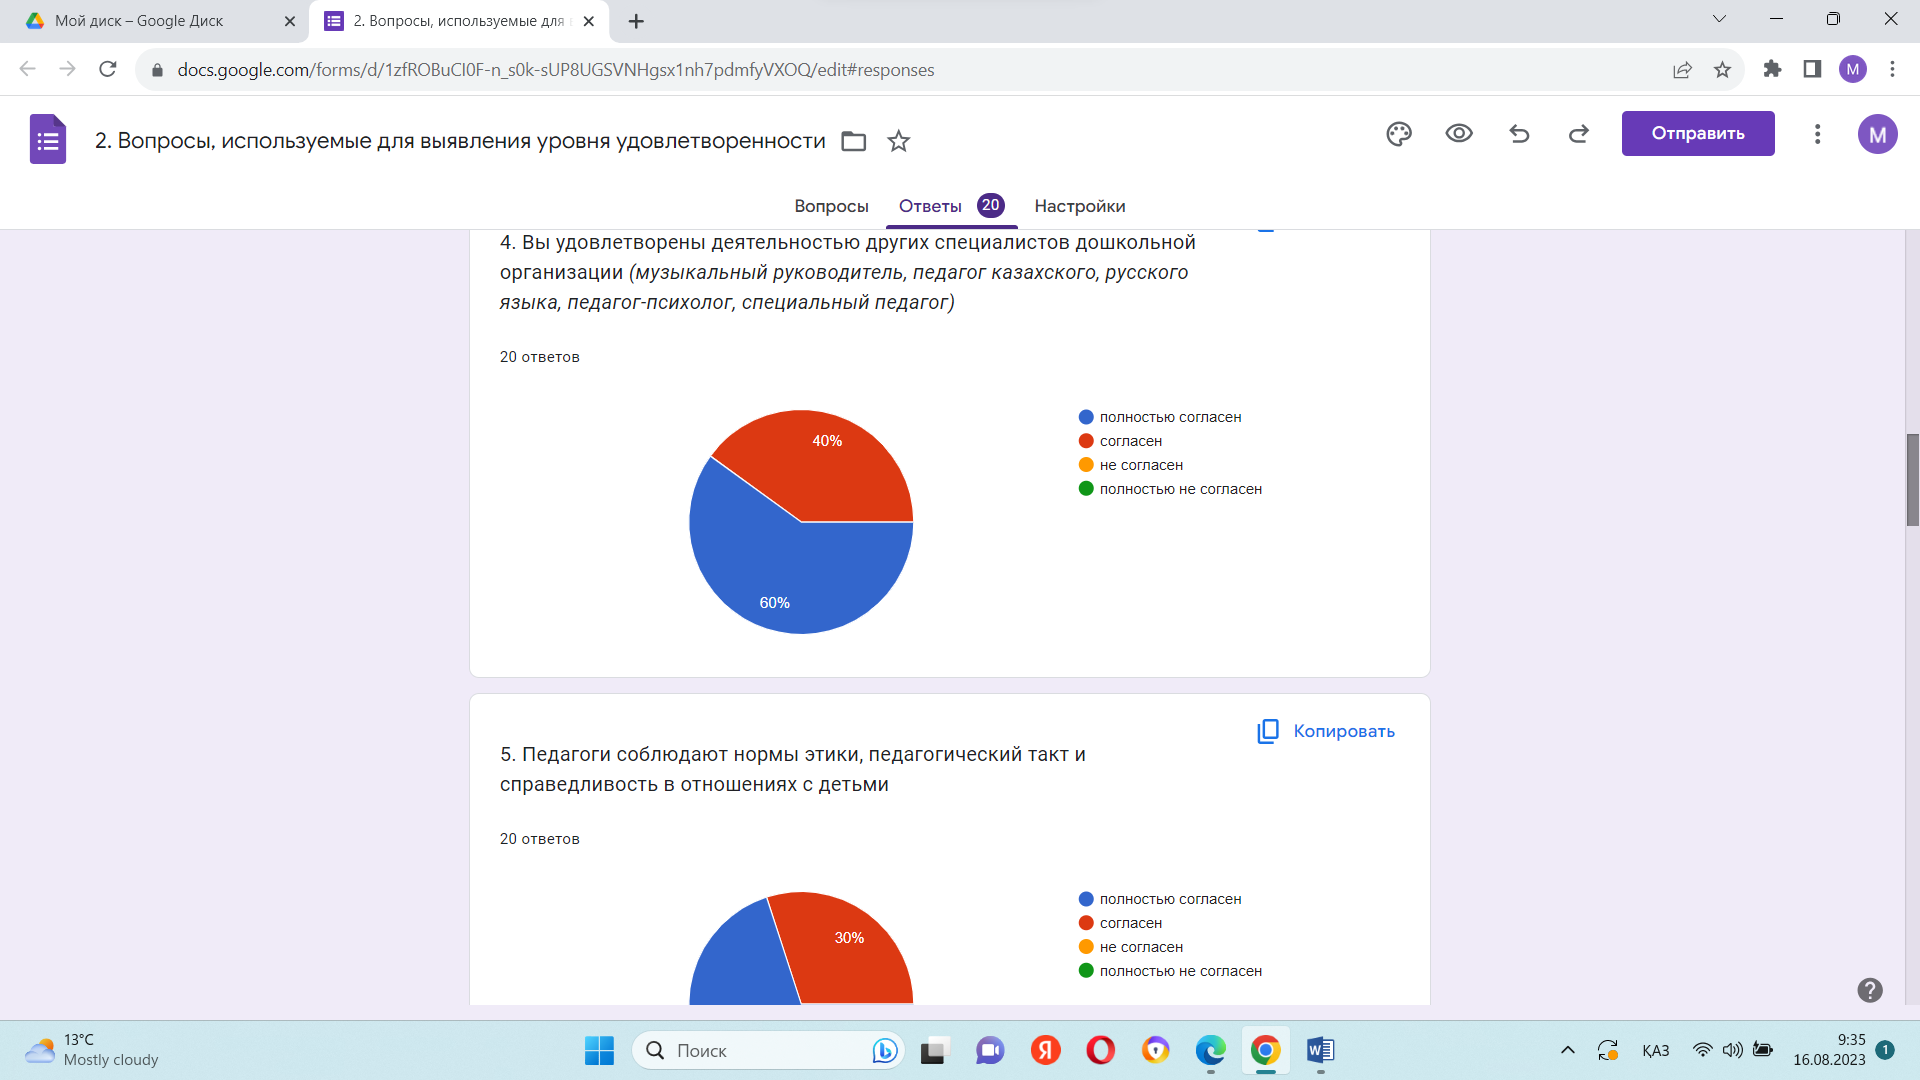 Мой диск – Google Диск
2. Вопросы, используемые для
docs.google.com/forms/d/1zfROBuCI0F-n_s0k-sUP8UGSVNHgsx1nh7pdmfyVXOQ/edit#responses
M
2. Вопросы, используемые для выявления уровня удовлетворенности
Отправить
M
Вопросы
Ответы 20
Настройки
4. Вы удовлетворены деятельностью других специалистов дошкольной
организации (музыкальный руководитель, педагог казахского, русского
языка, педагог-психолог, специальный педагог)
20 ответов
40%
60%
полностью согласен
согласен
не согласен
полностью не согласен
Копировать
5. Педагоги соблюдают нормы этики, педагогический такт и
справедливость в отношениях с детьми
20 ответов
30%
полностью согласен
согласен
не согласен
полностью не согласен
13°C
Mostly cloudy
Поиск
ҚАЗ
9:35
16.08.2023
1